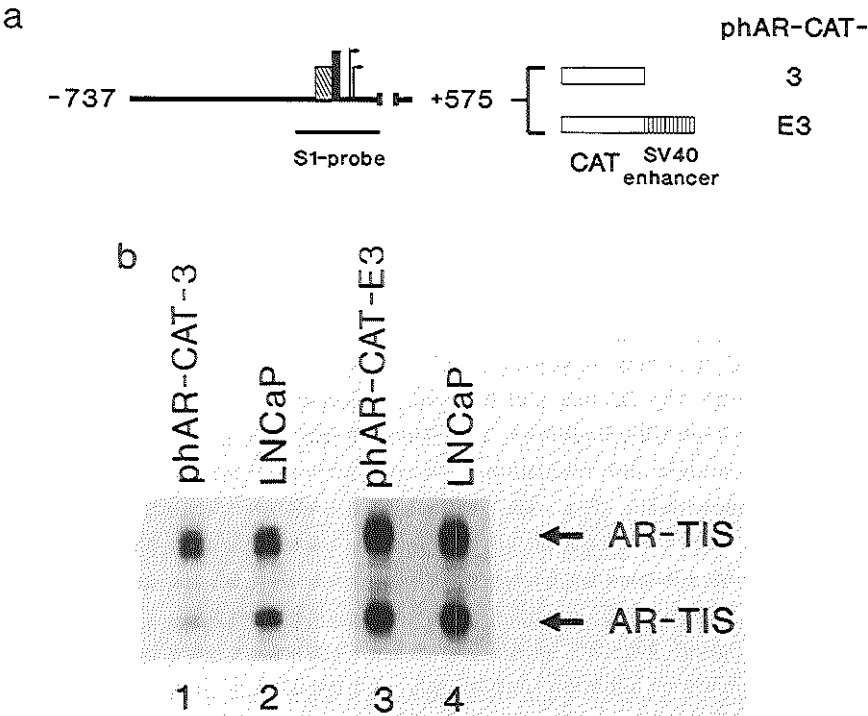 a
phAR-CAT-
-737
+575
3
E3
S1-probe
CAT
SV40
enhancer
b
phAR-CAT-3
LNCaP
phAR-CAT-E3
LNCaP
AR-TIS
AR-TIS
1 2 3 4